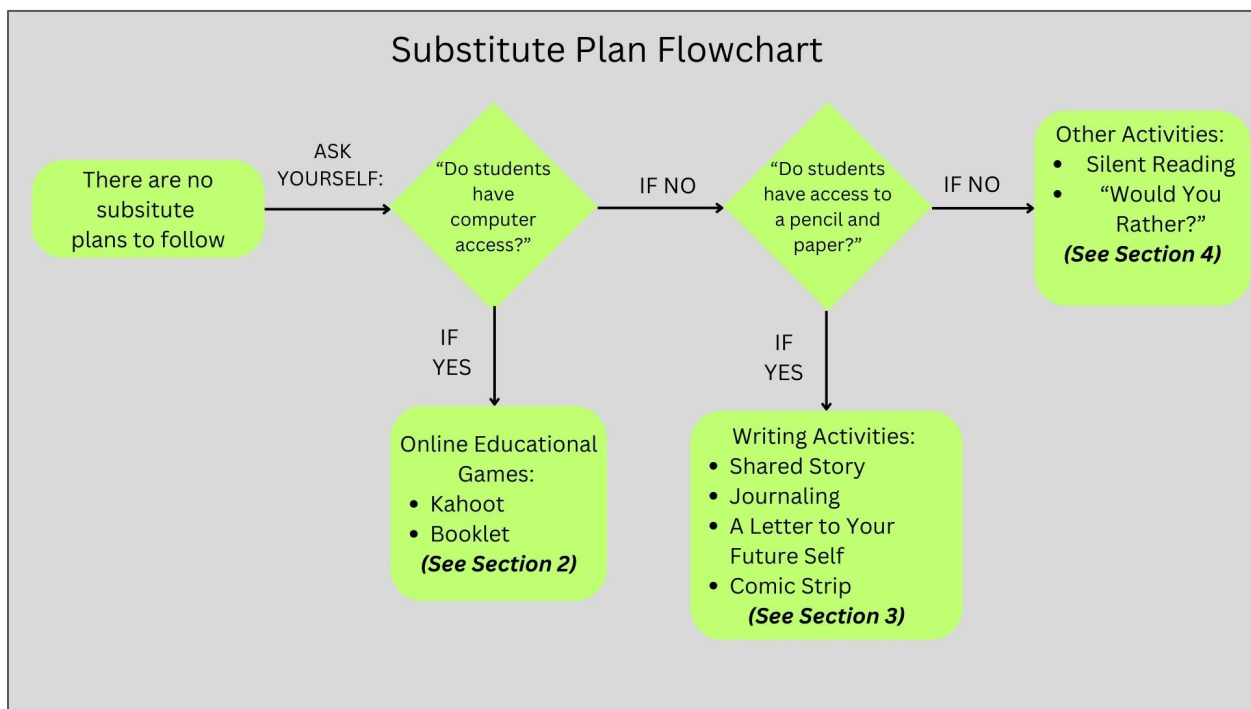 Substitute Plan Flowchart
There are no
subsitute
plans to follow
ASK
YOURSELF:
“Do students
have
computer
access?”
IF NO
“Do students
have access to
a pencil and
paper?”
IF NO
Other Activities:
• Silent Reading
• “Would You
Rather?”
(See Section 4)
IF
YES
Online Educational
Games:
• Kahoot
• Booklet
(See Section 2)
IF
YES
Writing Activities:
• Shared Story
• Journaling
• A Letter to Your
Future Self
• Comic Strip
(See Section 3)